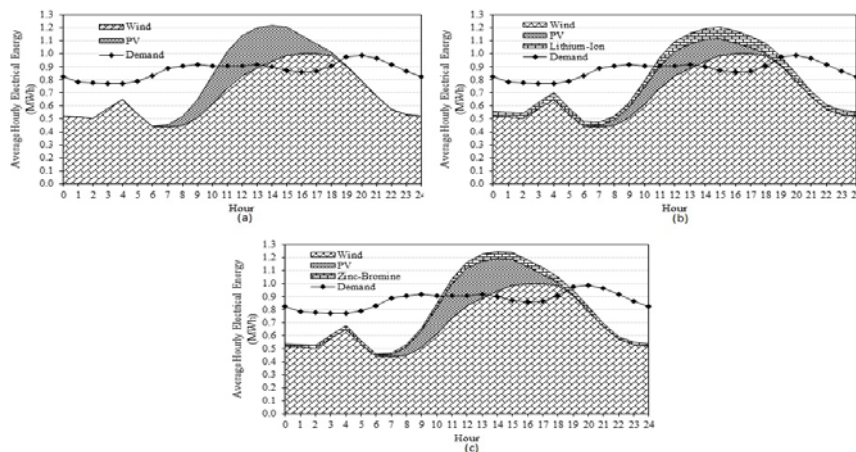 Average Hourly Electrical Energy
(MWh)
1.3
1.2
1.1
1.0
0.9
0.8
0.7
0.6
0.5
0.4
0.3
0.2
0.1
0.0
Wind
PV
Demand
0 1 2 3 4 5 6 7 8 9 10 11 12 13 14 15 16 17 18 19 20 21 22 23 24
Hour
(a)
Average Hourly Electrical Energy
(MWh)
1.3
1.2
1.1
1.0
0.9
0.8
0.7
0.6
0.5
0.4
0.3
0.2
0.1
0.0
Wind
PV
Lithium-Ion
Demand
0 1 2 3 4 5 6 7 8 9 10 11 12 13 14 15 16 17 18 19 20 21 22 23 24
Hour
(b)
Average Hourly Electrical Energy
(MWh)
1.3
1.2
1.1
1.0
0.9
0.8
0.7
0.6
0.5
0.4
0.3
0.2
0.1
0.0
Wind
PV
Zinc-Bromine
Demand
0 1 2 3 4 5 6 7 8 9 10 11 12 13 14 15 16 17 18 19 20 21 22 23 24
Hour
(c)